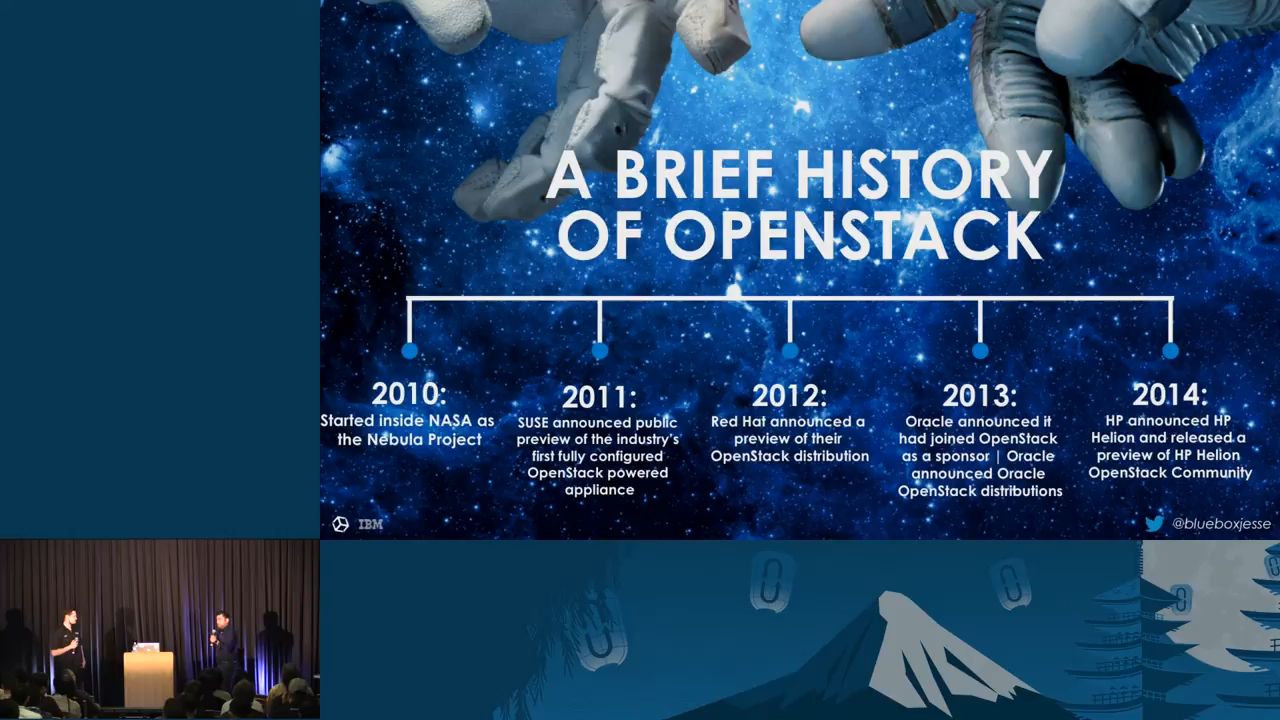 A BRIEF HISTORY
OF OPENSTACK
2010:
Started inside NASA as
the Nebula Project
2011:
SUSE announced public
preview of the industry's
first fully configured
OpenStack powered
appliance
2012:
Red Hat announced a
preview of their
OpenStack distribution
2013:
Oracle announced it
had joined OpenStack
as a sponsor | Oracle
announced Oracle
OpenStack distributions
2014:
HP announced HP
Helion and released a
preview of HP Helion
OpenStack Community
IBM
@blueboxjesse